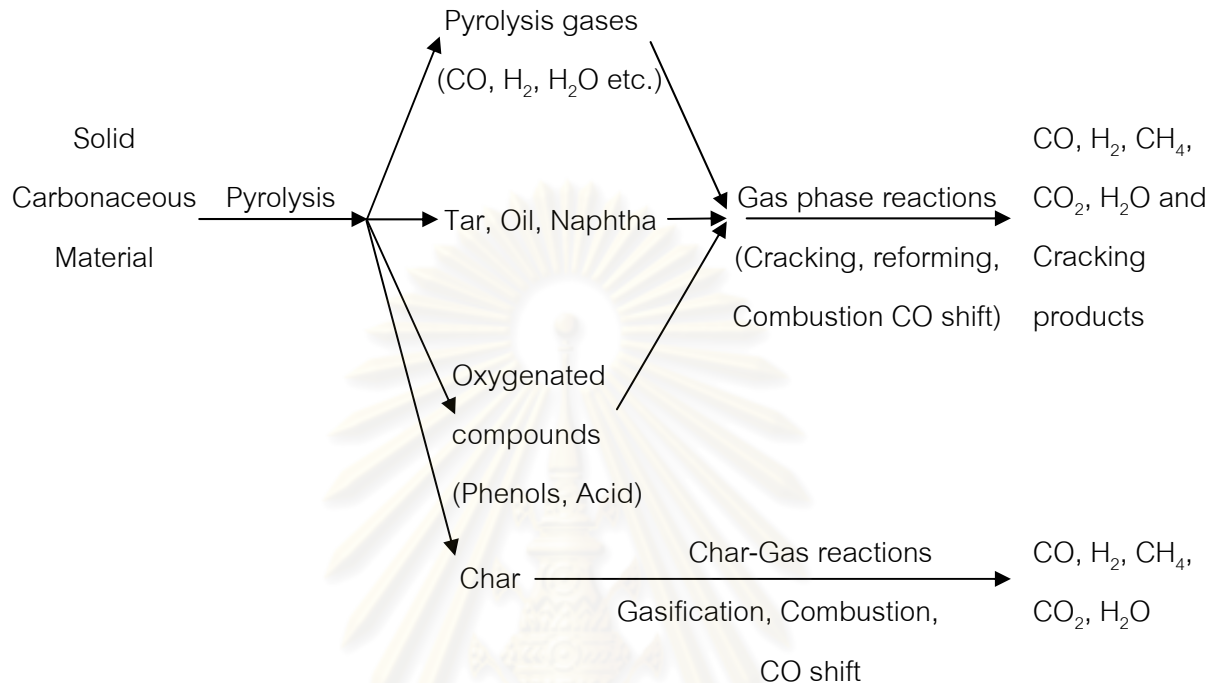 Pyrolysis gases
(CO, H₂, H₂O etc.)
Solid
Carbonaceous
Material
Pyrolysis
Tar, Oil, Naphtha
Oxygenated
compounds
(Phenols, Acid)
Char
Gas phase reactions
(Cracking, reforming,
Combustion CO shift)
CO, H₂, CH₄,
CO₂, H₂O and
Cracking
products
Char-Gas reactions
Gasification, Combustion,
CO shift
CO, H₂, CH₄,
CO₂, H₂O